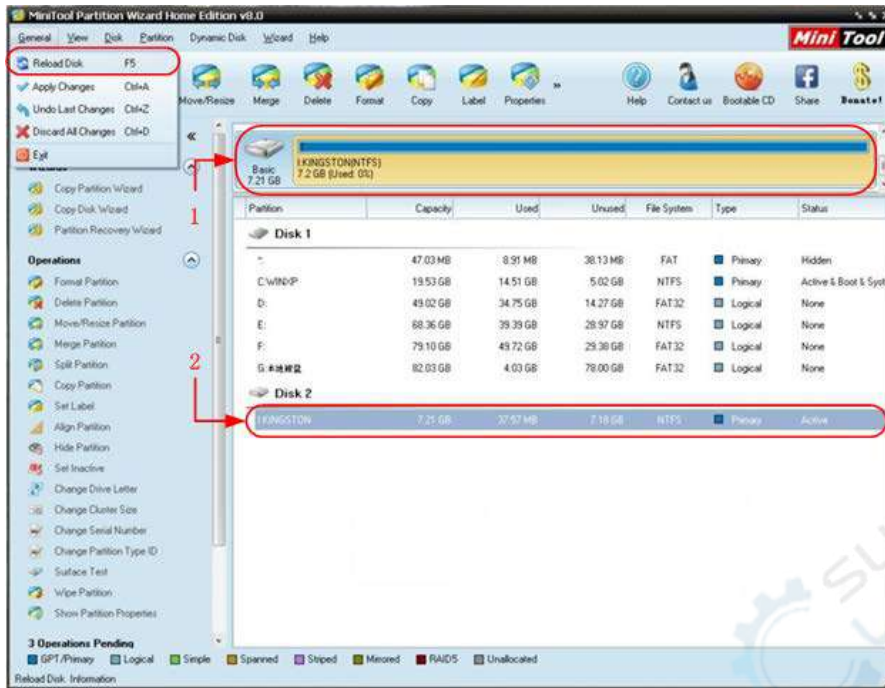 MiniTool Partition Wizard Home Edition v8.0
General View Disk Partition Dynamic Disk Wizard Help
Mini Tool
Reload Disk F5
Apply Changes Ctrl+A
Undo Last Changes Ctrl+Z
Discard All Changes Ctrl+D
Exit
Move/Resize Merge Delete Format Copy Label Properties » Help Contact us Bootable CD Share Donate!
«
Basic
7.21 GB
I:KINGSTON(NTFS)
7.2 GB (Used: 0%)
1
Wizards
Copy Partition Wizard
Copy Disk Wizard
Partition Recovery Wizard
Operations
Format Partition
Delete Partition
Move/Resize Partition
Merge Partition
Split Partition
Copy Partition
Set Label
Align Partition
Hide Partition
Set Inactive
Change Drive Letter
Change Cluster Size
Change Serial Number
Change Partition Type ID
Surface Test
Wipe Partition
Show Partition Properties
3 Operations Pending
2
Partition Capacity Used Unused File System Type Status
Disk 1
*: 47.03 MB 8.91 MB 38.13 MB FAT Primary Hidden
C:WINXP 19.53 GB 14.51 GB 5.02 GB NTFS Primary Active & Boot & Syst
D: 49.02 GB 34.75 GB 14.27 GB FAT32 Logical None
E: 68.36 GB 39.39 GB 28.97 GB NTFS Logical None
F: 79.10 GB 49.72 GB 29.38 GB FAT32 Logical None
G:本地磁盘 82.03 GB 4.03 GB 78.00 GB FAT32 Logical None
Disk 2
I:KINGSTON 7.21 GB 37.57 MB 7.18 GB NTFS Primary Active
GPT/Primary Logical Simple Spanned Striped Mirrored RAID5 Unallocated
Reload Disk Information